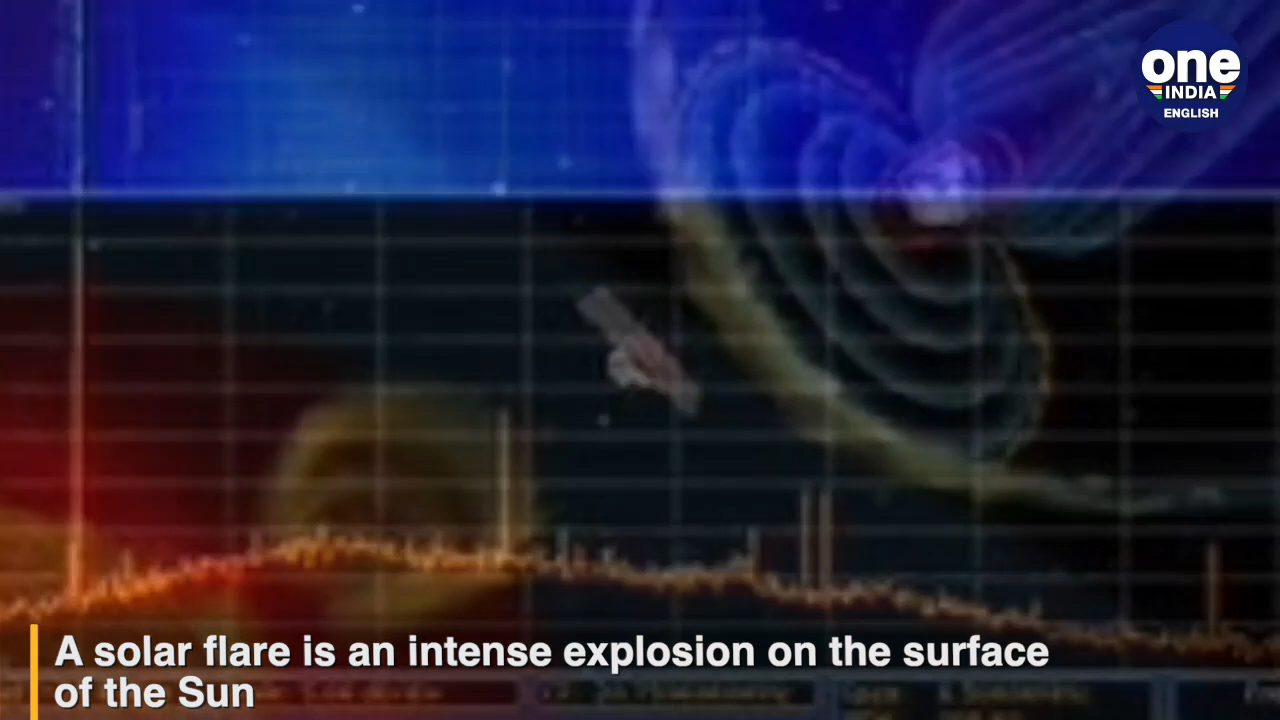 one
INDIA
ENGLISH
A solar flare is an intense explosion on the surface
of the Sun